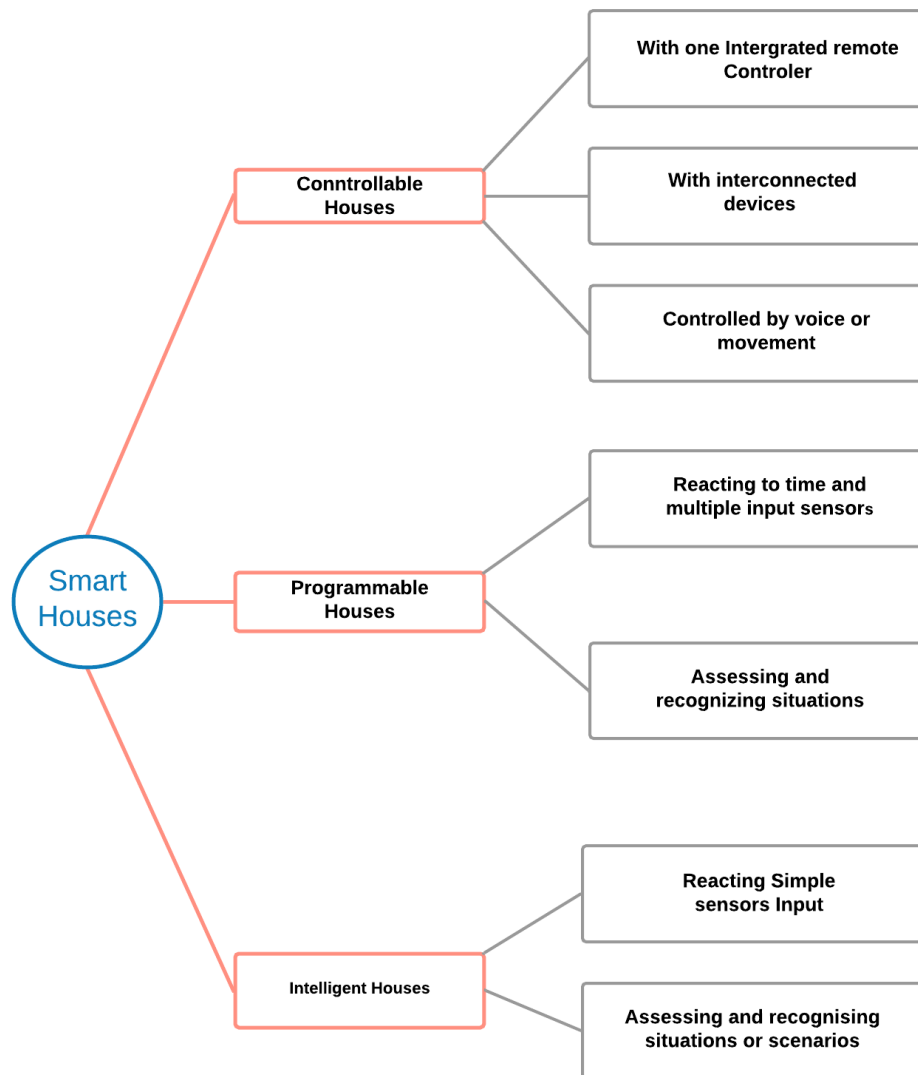 With one Intergrated remote
Controler
Conntrollable
Houses
With interconnected
devices
Controlled by voice or
movement
Reacting to time and
multiple input sensors
Smart
Houses
Programmable
Houses
Assessing and
recognizing situations
Reacting Simple
sensors Input
Intelligent Houses
Assessing and recognising
situations or scenarios